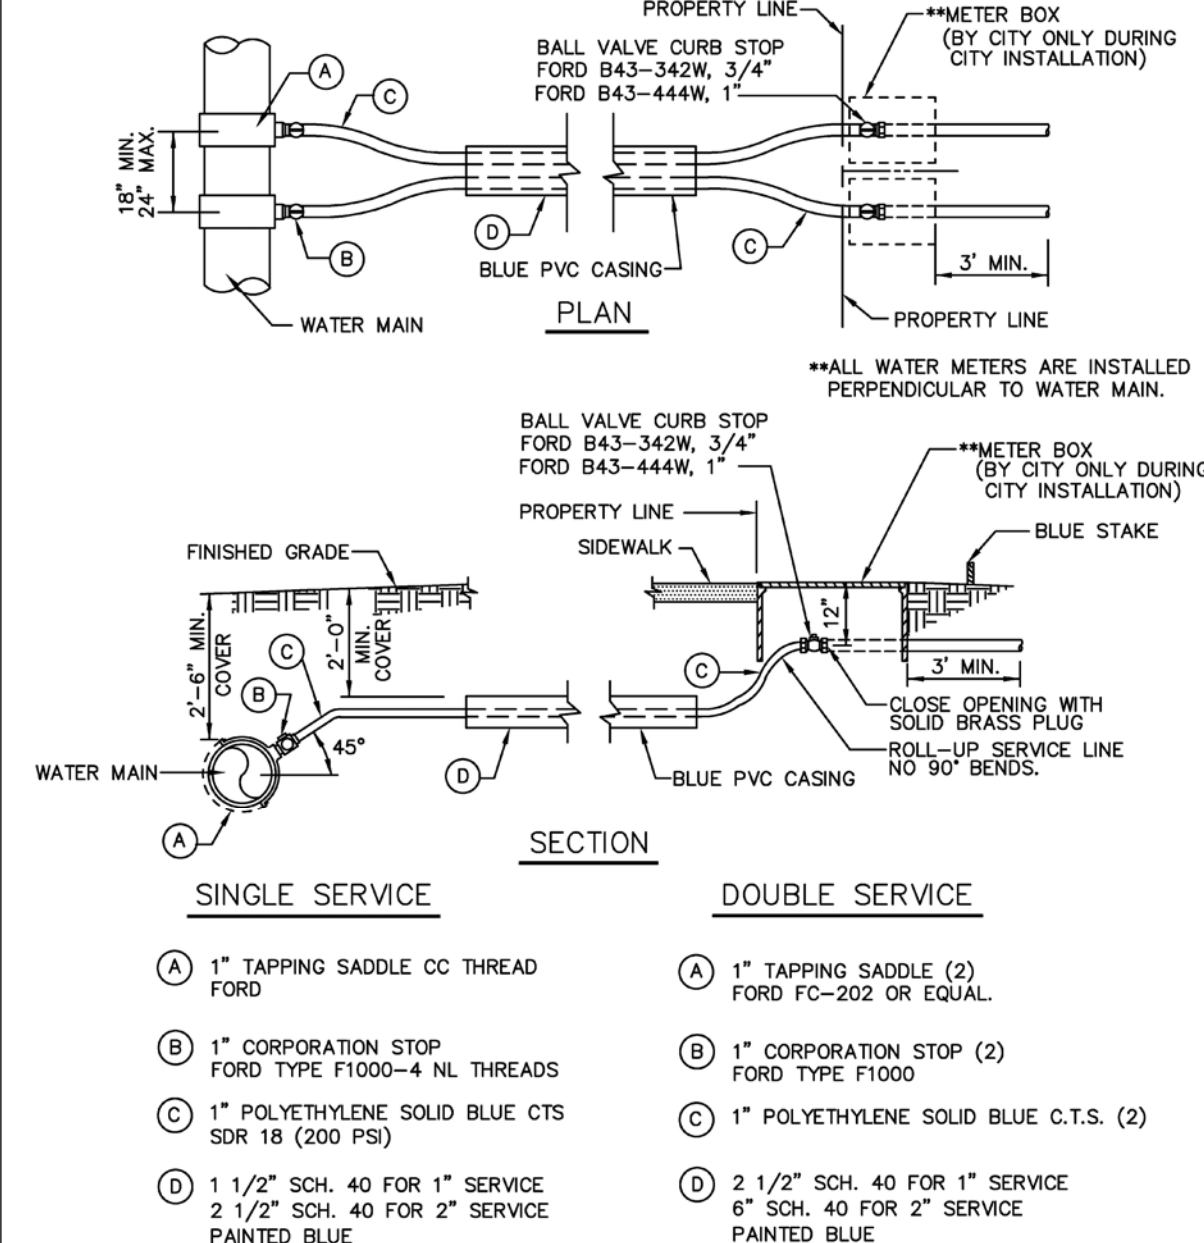 PROPERTY LINE
**METER BOX
(BY CITY ONLY DURING
CITY INSTALLATION)
BALL VALVE CURB STOP
FORD B43-342W, 3/4"
FORD B43-444W, 1"
A
C
18" MIN.
24" MAX.
D
C
B
BLUE PVC CASING
3' MIN.
WATER MAIN
PLAN
PROPERTY LINE
**ALL WATER METERS ARE INSTALLED
PERPENDICULAR TO WATER MAIN.
BALL VALVE CURB STOP
FORD B43-342W, 3/4"
FORD B43-444W, 1"
**METER BOX
(BY CITY ONLY DURING
CITY INSTALLATION)
PROPERTY LINE
BLUE STAKE
FINISHED GRADE
SIDEWALK
2'-6" MIN.
COVER
2'-0"
MIN.
COVER
12"
C
B
C
3' MIN.
CLOSE OPENING WITH
SOLID BRASS PLUG
45°
ROLL-UP SERVICE LINE
NO 90° BENDS.
WATER MAIN
D
BLUE PVC CASING
A
SECTION
SINGLE SERVICE
A 1" TAPPING SADDLE CC THREAD
FORD
B 1" CORPORATION STOP
FORD TYPE F1000-4 NL THREADS
C 1" POLYETHYLENE SOLID BLUE CTS
SDR 18 (200 PSI)
D 1 1/2" SCH. 40 FOR 1" SERVICE
2 1/2" SCH. 40 FOR 2" SERVICE
PAINTED BLUE
DOUBLE SERVICE
A 1" TAPPING SADDLE (2)
FORD FC-202 OR EQUAL.
B 1" CORPORATION STOP (2)
FORD TYPE F1000
C 1" POLYETHYLENE SOLID BLUE C.T.S. (2)
D 2 1/2" SCH. 40 FOR 1" SERVICE
6" SCH. 40 FOR 2" SERVICE
PAINTED BLUE